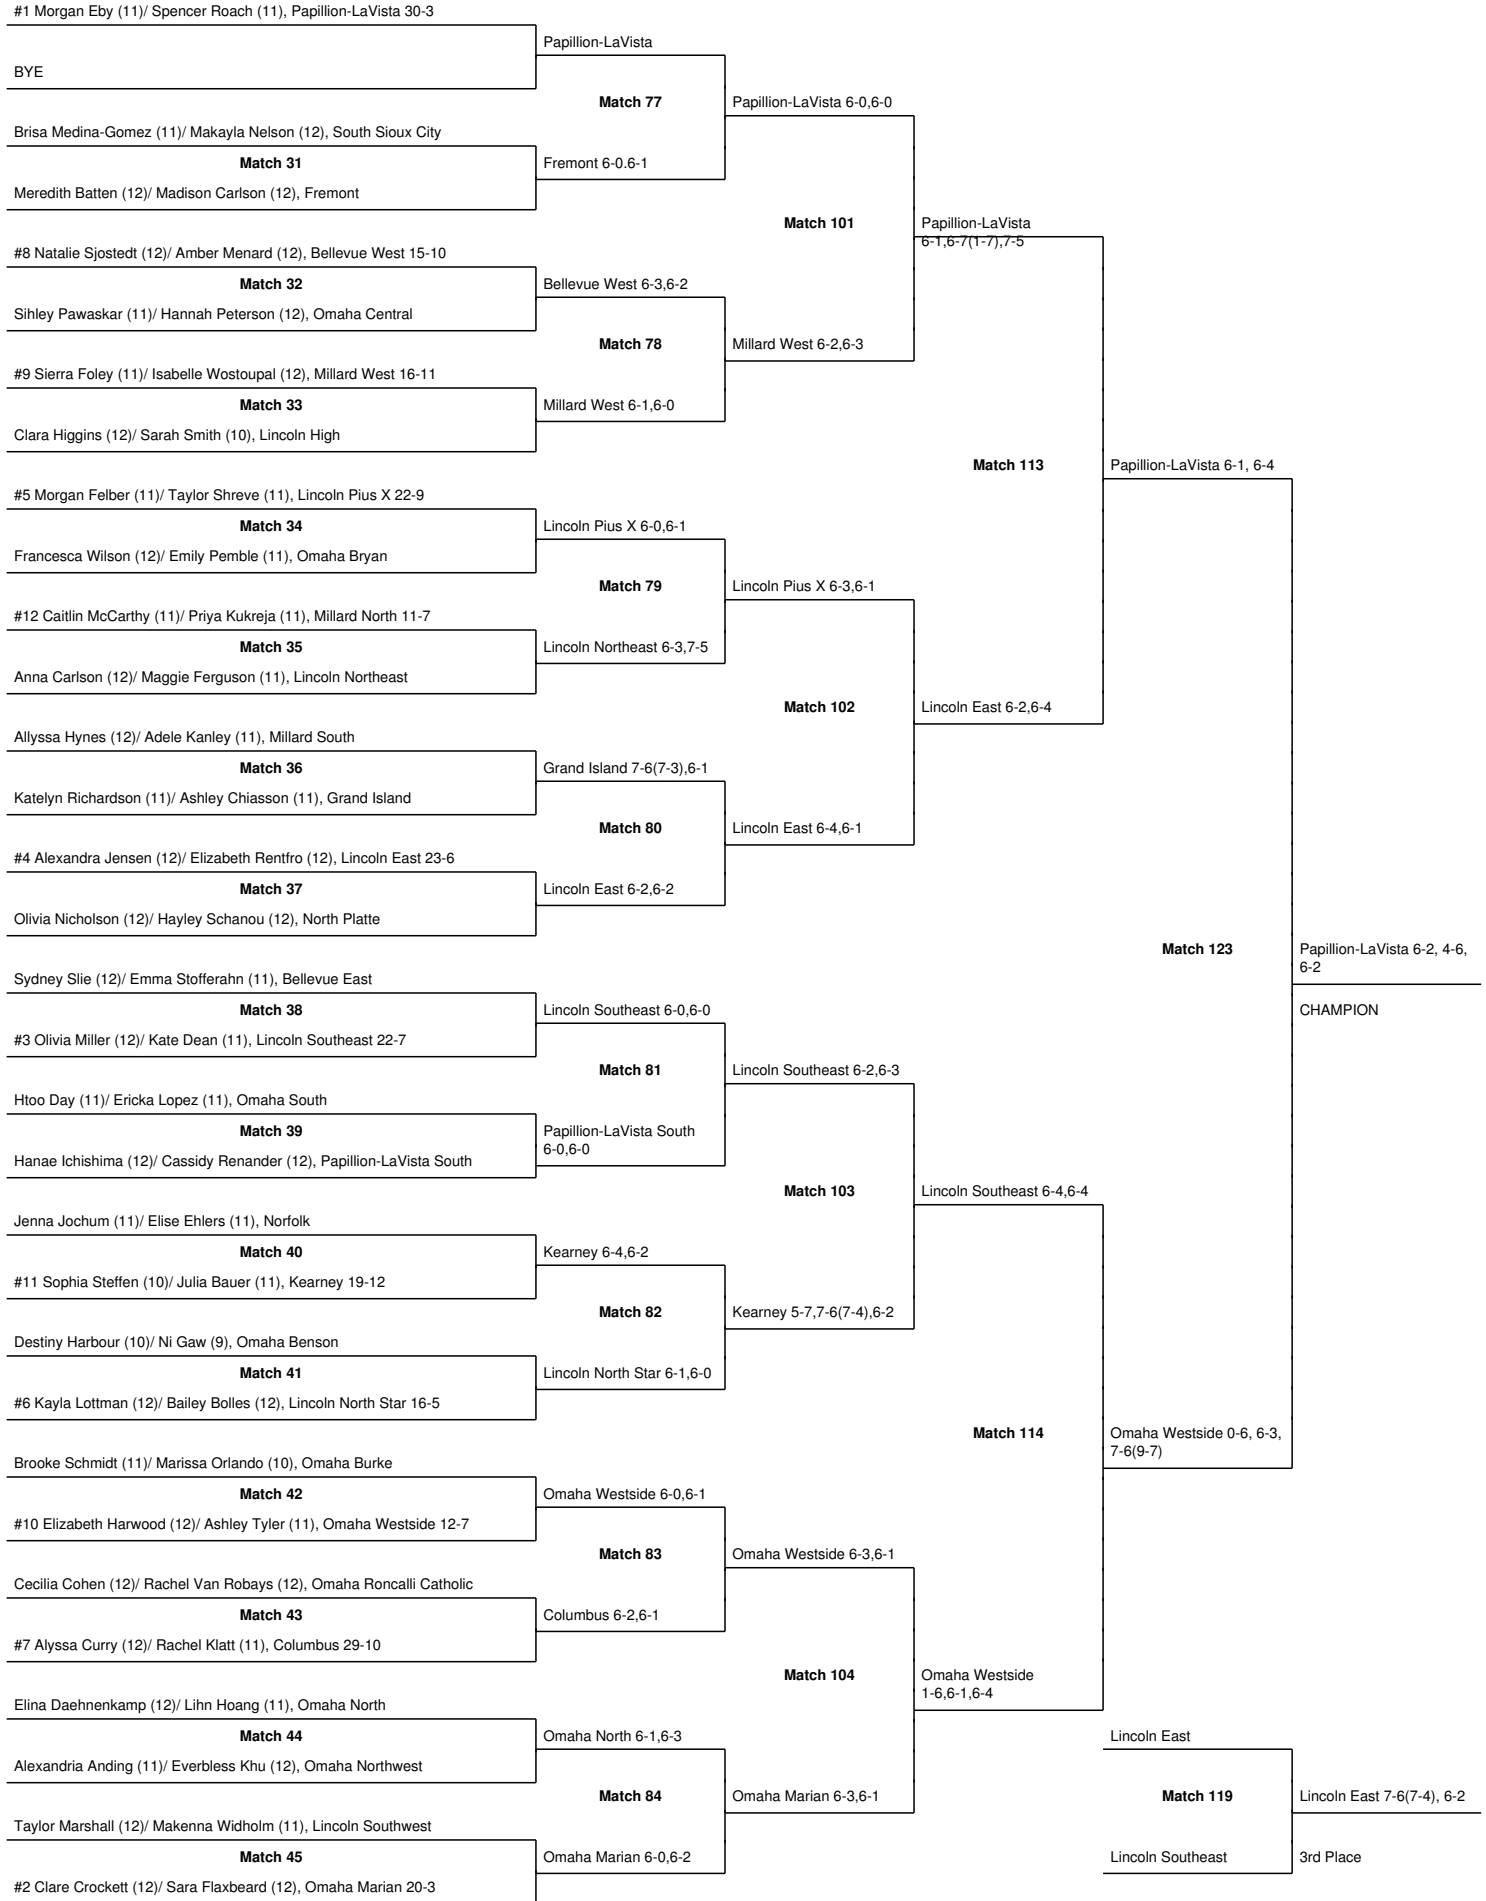 #1 Morgan Eby (11)/ Spencer Roach (11), Papillion-LaVista 30-3
Papillion-LaVista
BYE
Match 77
Papillion-LaVista 6-0,6-0
Brisa Medina-Gomez (11)/ Makayla Nelson (12), South Sioux City
Match 31
Fremont 6-0.6-1
Meredith Batten (12)/ Madison Carlson (12), Fremont
Match 101
Papillion-LaVista
6-1,6-7(1-7),7-5
#8 Natalie Sjostedt (12)/ Amber Menard (12), Bellevue West 15-10
Match 32
Bellevue West 6-3,6-2
Sihley Pawaskar (11)/ Hannah Peterson (12), Omaha Central
Match 78
Millard West 6-2,6-3
#9 Sierra Foley (11)/ Isabelle Wostoupal (12), Millard West 16-11
Match 33
Millard West 6-1,6-0
Clara Higgins (12)/ Sarah Smith (10), Lincoln High
Match 113
Papillion-LaVista 6-1, 6-4
#5 Morgan Felber (11)/ Taylor Shreve (11), Lincoln Pius X 22-9
Match 34
Lincoln Pius X 6-0,6-1
Francesca Wilson (12)/ Emily Pemble (11), Omaha Bryan
Match 79
Lincoln Pius X 6-3,6-1
#12 Caitlin McCarthy (11)/ Priya Kukreja (11), Millard North 11-7
Match 35
Lincoln Northeast 6-3,7-5
Anna Carlson (12)/ Maggie Ferguson (11), Lincoln Northeast
Match 102
Lincoln East 6-2,6-4
Allyssa Hynes (12)/ Adele Kanley (11), Millard South
Match 36
Grand Island 7-6(7-3),6-1
Katelyn Richardson (11)/ Ashley Chiasson (11), Grand Island
Match 80
Lincoln East 6-4,6-1
#4 Alexandra Jensen (12)/ Elizabeth Rentfro (12), Lincoln East 23-6
Match 37
Lincoln East 6-2,6-2
Olivia Nicholson (12)/ Hayley Schanou (12), North Platte
Match 123
Papillion-LaVista 6-2, 4-6,
6-2
CHAMPION
Sydney Slie (12)/ Emma Stofferahn (11), Bellevue East
Match 38
Lincoln Southeast 6-0,6-0
#3 Olivia Miller (12)/ Kate Dean (11), Lincoln Southeast 22-7
Match 81
Lincoln Southeast 6-2,6-3
Htoo Day (11)/ Ericka Lopez (11), Omaha South
Match 39
Papillion-LaVista South
6-0,6-0
Hanae Ichishima (12)/ Cassidy Renander (12), Papillion-LaVista South
Match 103
Lincoln Southeast 6-4,6-4
Jenna Jochum (11)/ Elise Ehlers (11), Norfolk
Match 40
Kearney 6-4,6-2
#11 Sophia Steffen (10)/ Julia Bauer (11), Kearney 19-12
Match 82
Kearney 5-7,7-6(7-4),6-2
Destiny Harbour (10)/ Ni Gaw (9), Omaha Benson
Match 41
Lincoln North Star 6-1,6-0
#6 Kayla Lottman (12)/ Bailey Bolles (12), Lincoln North Star 16-5
Match 114
Omaha Westside 0-6, 6-3,
7-6(9-7)
Brooke Schmidt (11)/ Marissa Orlando (10), Omaha Burke
Match 42
Omaha Westside 6-0,6-1
#10 Elizabeth Harwood (12)/ Ashley Tyler (11), Omaha Westside 12-7
Match 83
Omaha Westside 6-3,6-1
Cecilia Cohen (12)/ Rachel Van Robays (12), Omaha Roncalli Catholic
Match 43
Columbus 6-2,6-1
#7 Alyssa Curry (12)/ Rachel Klatt (11), Columbus 29-10
Match 104
Omaha Westside
1-6,6-1,6-4
Elina Daehnenkamp (12)/ Lihn Hoang (11), Omaha North
Match 44
Omaha North 6-1,6-3
Alexandria Anding (11)/ Everbless Khu (12), Omaha Northwest
Match 84
Omaha Marian 6-3,6-1
Taylor Marshall (12)/ Makenna Widholm (11), Lincoln Southwest
Match 45
Omaha Marian 6-0,6-2
#2 Clare Crockett (12)/ Sara Flaxbeard (12), Omaha Marian 20-3
Lincoln East
Match 119
Lincoln East 7-6(7-4), 6-2
Lincoln Southeast
3rd Place